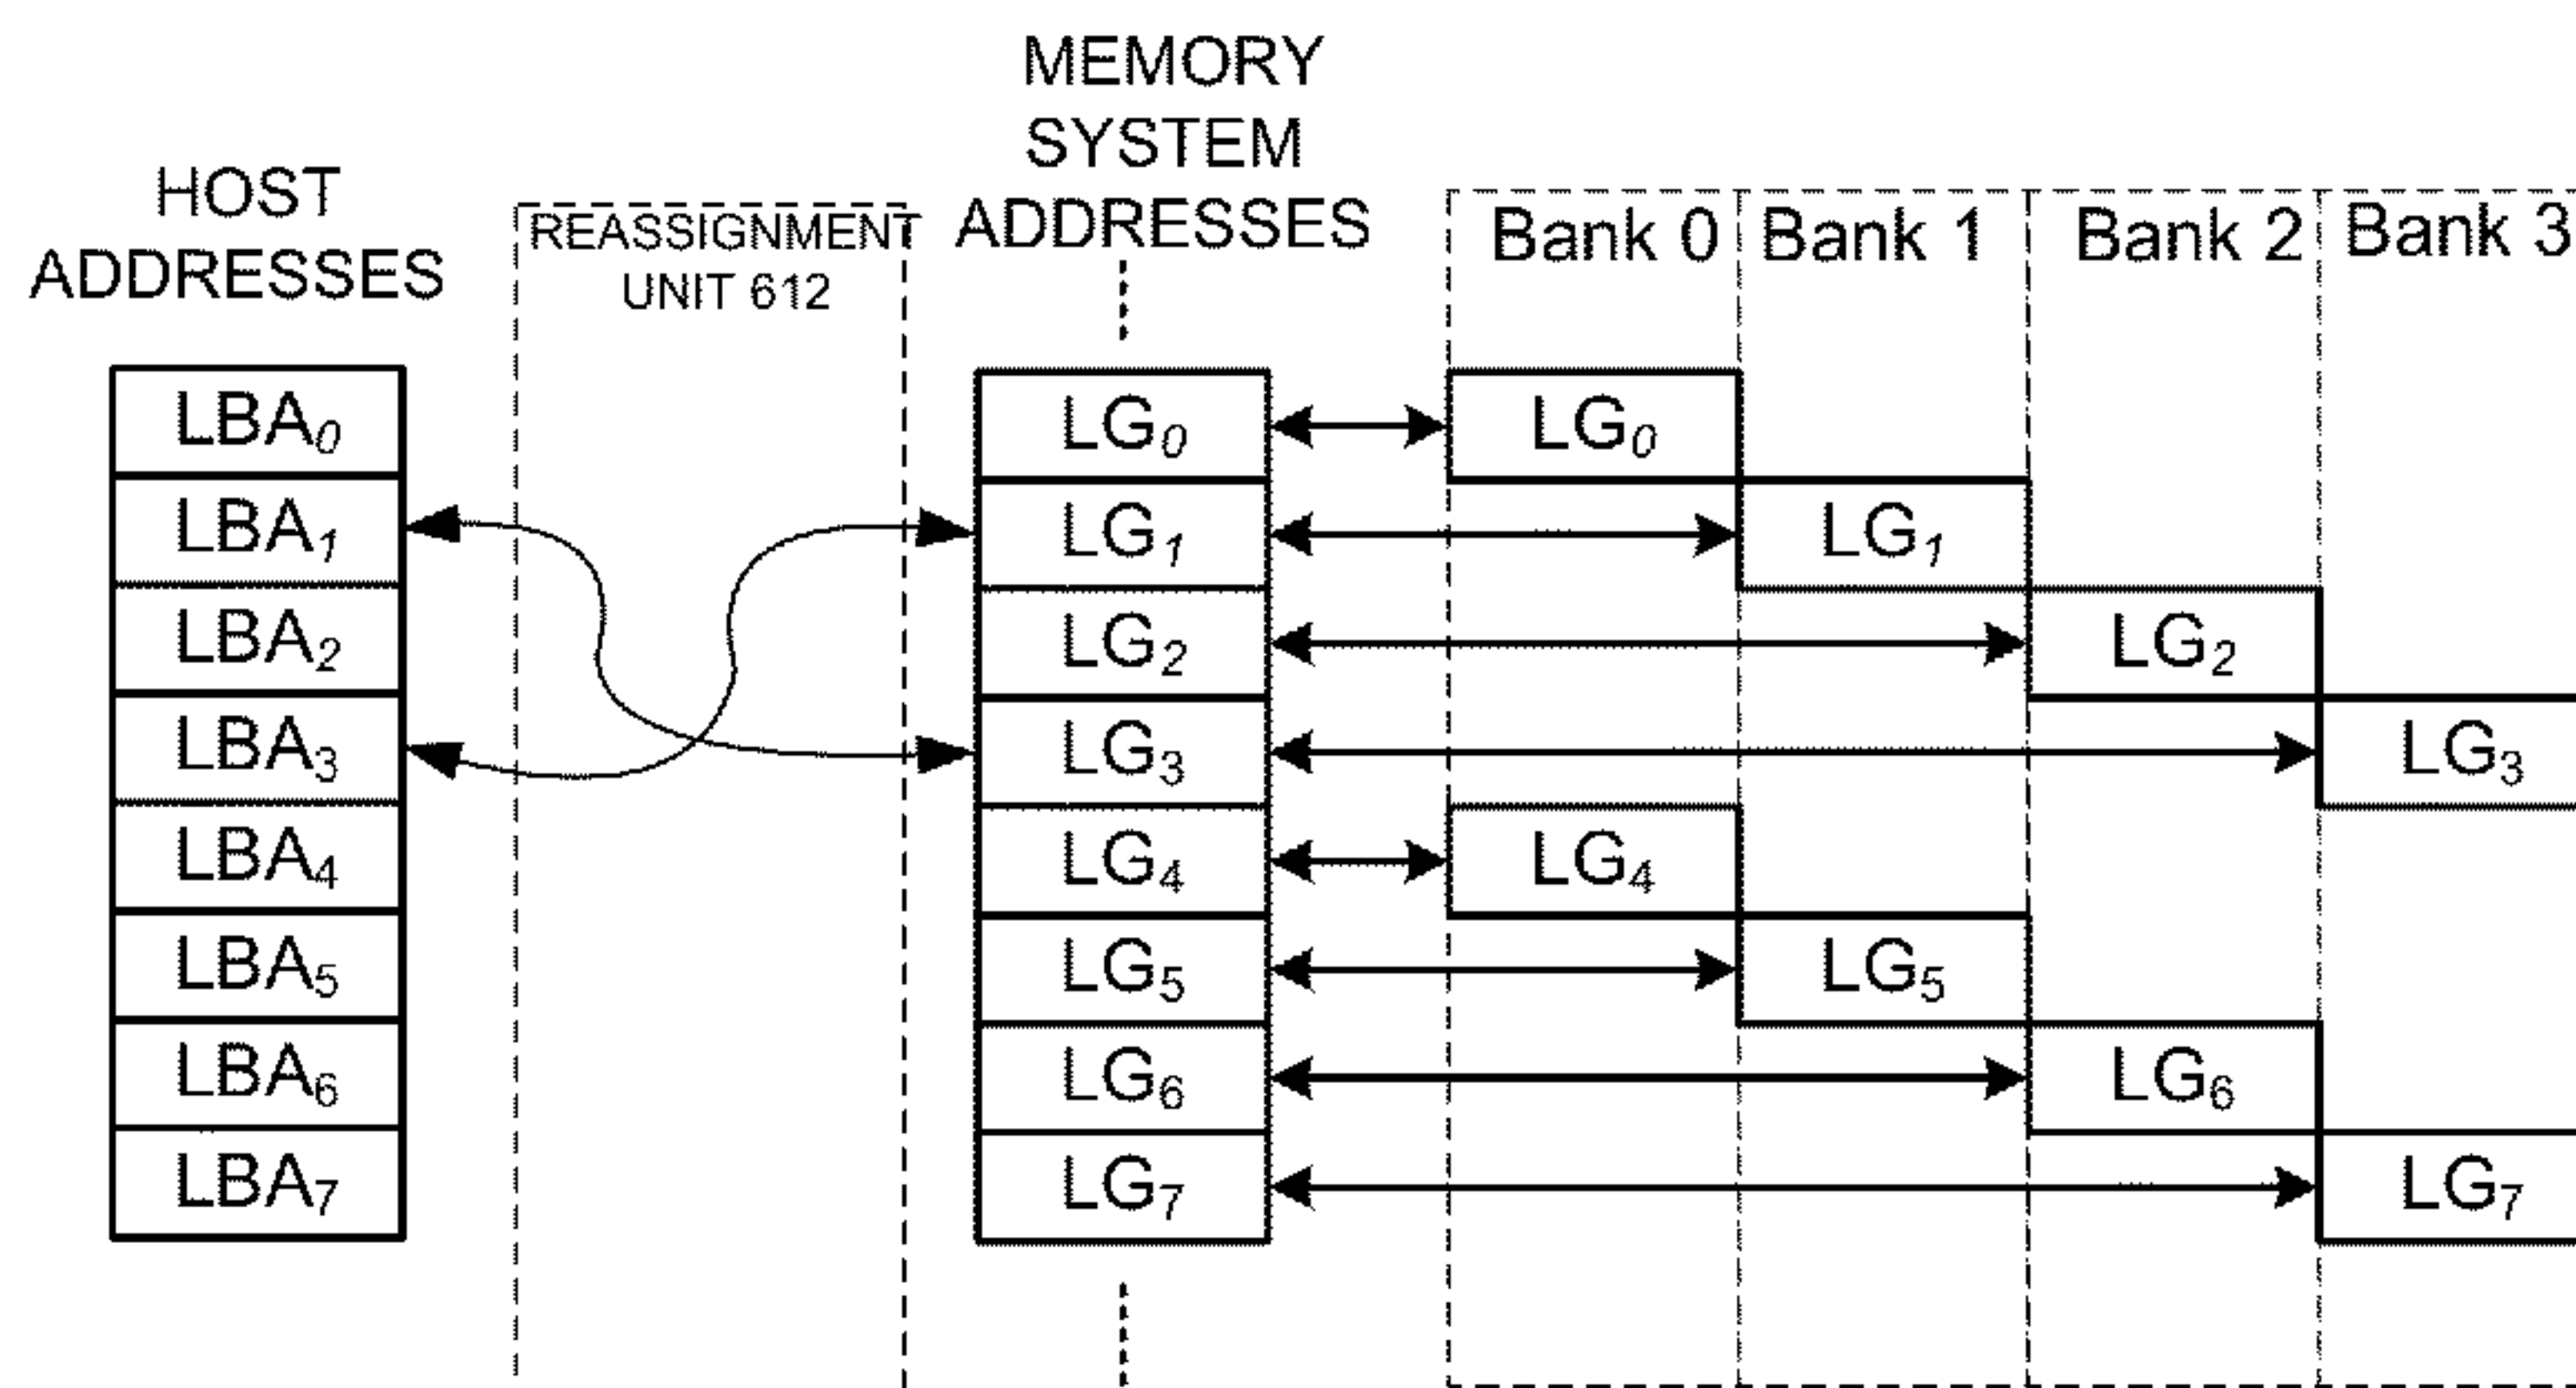 HOST
ADDRESSES
REASSIGNMENT
UNIT 612
MEMORY
SYSTEM
ADDRESSES
Bank 0 Bank 1 Bank 2 Bank 3
LBA0 LG0 LG0
LBA1 LG1 LG1
LBA2 LG2 LG2
LBA3 LG3 LG3
LBA4 LG4 LG4
LBA5 LG5 LG5
LBA6 LG6 LG6
LBA7 LG7 LG7